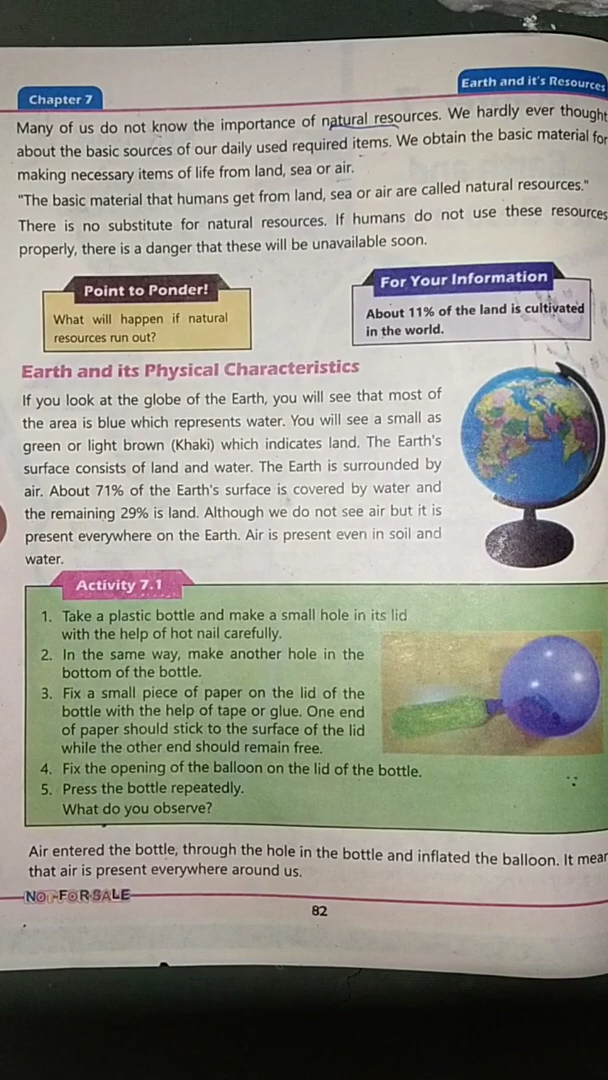 Earth and it's Resources
Chapter 7
Many of us do not know the importance of natural resources. We hardly ever thought
about the basic sources of our daily used required items. We obtain the basic material for
making necessary items of life from land, sea or air.
"The basic material that humans get from land, sea or air are called natural resources."
There is no substitute for natural resources. If humans do not use these resources
properly, there is a danger that these will be unavailable soon.
Point to Ponder!
What will happen if natural
resources run out?
For Your Information
About 11% of the land is cultivated
in the world.
Earth and its Physical Characteristics
If you look at the globe of the Earth, you will see that most of
the area is blue which represents water. You will see a small as
green or light brown (Khaki) which indicates land. The Earth's
surface consists of land and water. The Earth is surrounded by
air. About 71% of the Earth's surface is covered by water and
the remaining 29% is land. Although we do not see air but it is
present everywhere on the Earth. Air is present even in soil and
water.
Activity 7.1
1. Take a plastic bottle and make a small hole in its lid
with the help of hot nail carefully.
2. In the same way, make another hole in the
bottom of the bottle.
3. Fix a small piece of paper on the lid of the
bottle with the help of tape or glue. One end
of paper should stick to the surface of the lid
while the other end should remain free.
4. Fix the opening of the balloon on the lid of the bottle.
5. Press the bottle repeatedly.
What do you observe?
Air entered the bottle, through the hole in the bottle and inflated the balloon. It mean
that air is present everywhere around us.
NOT FOR SALE
82